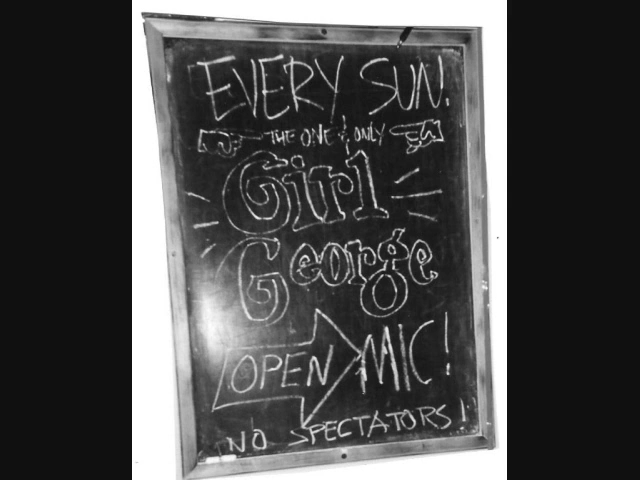 EVERY SUN.
THE ONE & ONLY
Girl
George
OPEN MIC!
NO SPECTATORS!